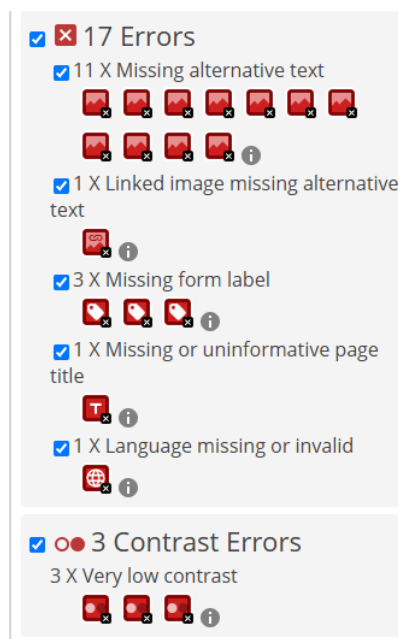 17 Errors
11 X Missing alternative text
1 X Linked image missing alternative
text
3 X Missing form label
1 X Missing or uninformative page
title
1 X Language missing or invalid
3 Contrast Errors
3 X Very low contrast